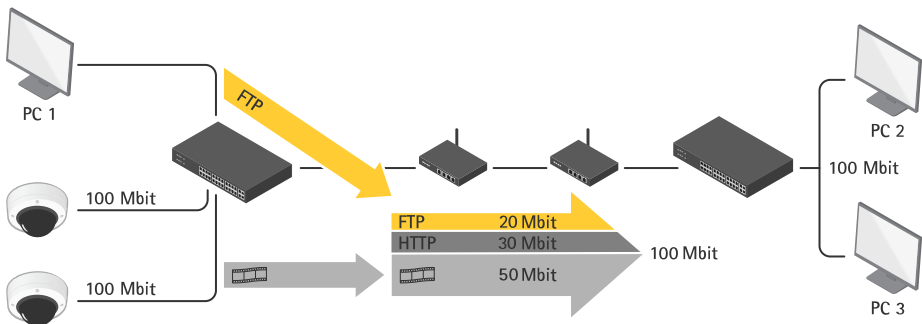 PC 1
FTP
PC 2
100 Mbit
100 Mbit
FTP 20 Mbit
HTTP 30 Mbit
100 Mbit
50 Mbit
100 Mbit
PC 3